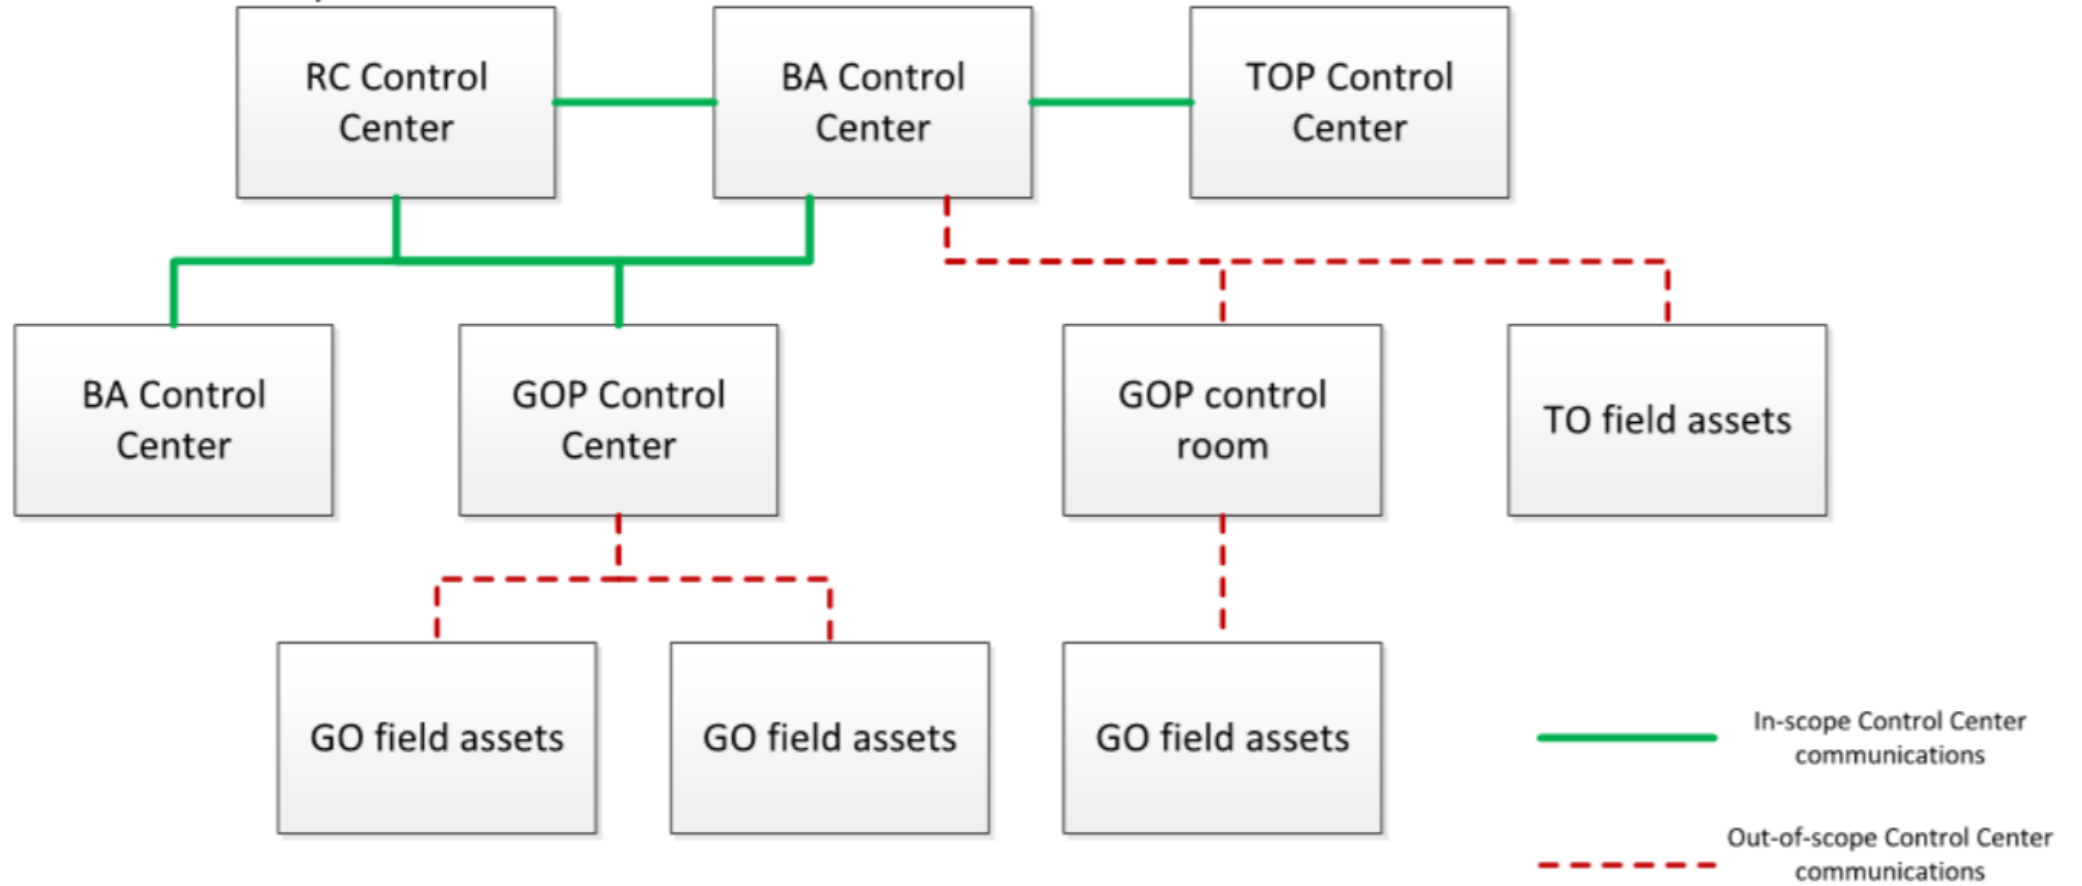 RC Control
Center
BA Control
Center
TOP Control
Center
BA Control
Center
GOP Control
Center
GOP control
room
TO field assets
GO field assets
GO field assets
GO field assets
In-scope Control Center
communications
Out-of-scope Control Center
communications